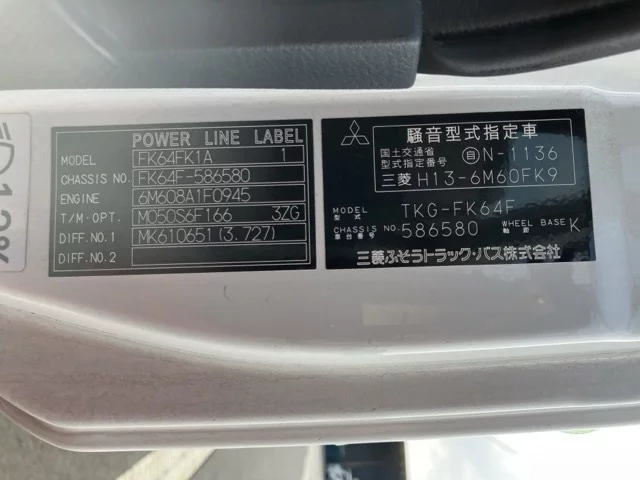 POWER LINE LABEL
MODEL FK64FK1A 1
CHASSIS NO. FK64F-586580
ENGINE 6M608A1F0945
T/M·OPT. M050S6F166 3ZG
DIFF.NO.1 MK610651 (3.727)
DIFF.NO.2
騒音型式指定車
国土交通省
型式指定番号 自 N-1136
三菱 H13-6M60FK9
MODEL 型式 TKG-FK64F
CHASSIS NO. 車台番号 586580 WHEEL BASE 軸距 K
三菱ふそうトラック・バス株式会社